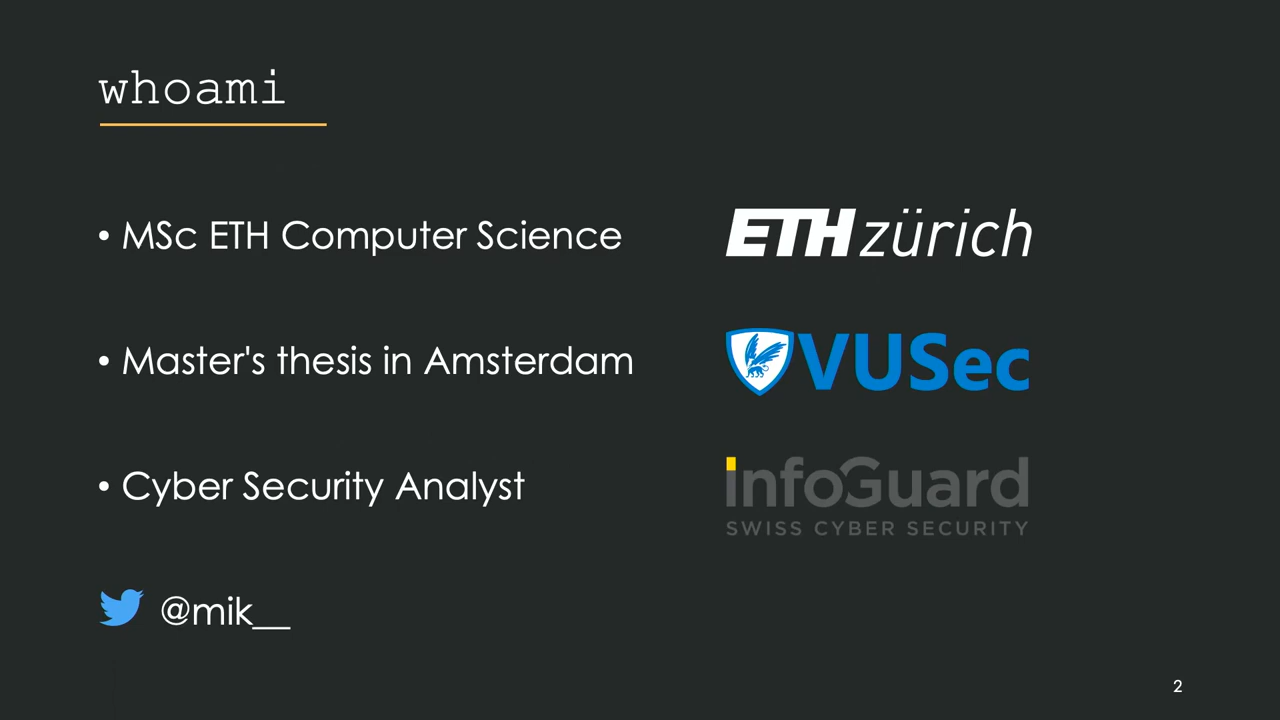 whoami
• MSc ETH Computer Science
ETH zürich
• Master's thesis in Amsterdam
VUSec
• Cyber Security Analyst
infoGuard
SWISS CYBER SECURITY
@mik__
2